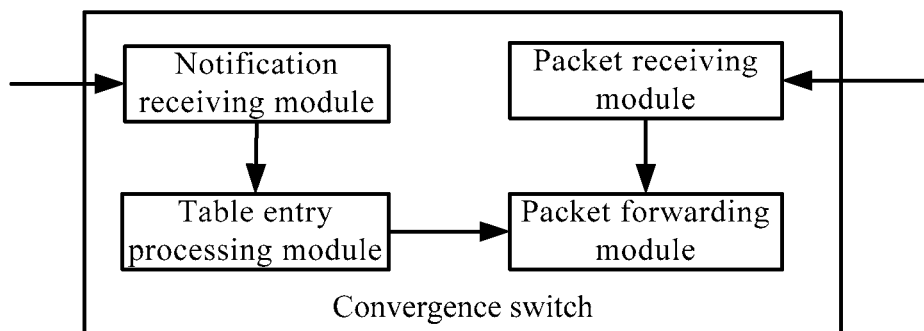 Notification
receiving module
Packet receiving
module
Table entry
processing module
Packet forwarding
module
Convergence switch